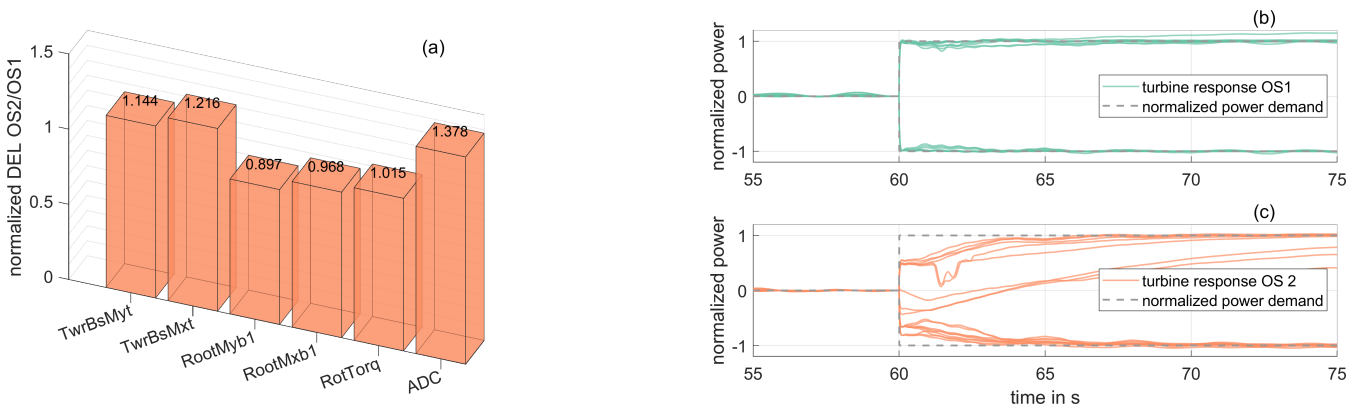 (a)
normalized DEL OS2/OS1
1.5
1
0.5
0
1.144
1.216
0.897
0.968
1.015
1.378
TwrBsMyt
TwrBsMxt
RootMyb1
RootMxb1
RotTorq
ADC
(b)
normalized power
1
0
-1
turbine response OS1
normalized power demand
55
60
65
70
75
(c)
normalized power
1
0
-1
turbine response OS 2
normalized power demand
55
60
65
70
75
time in s